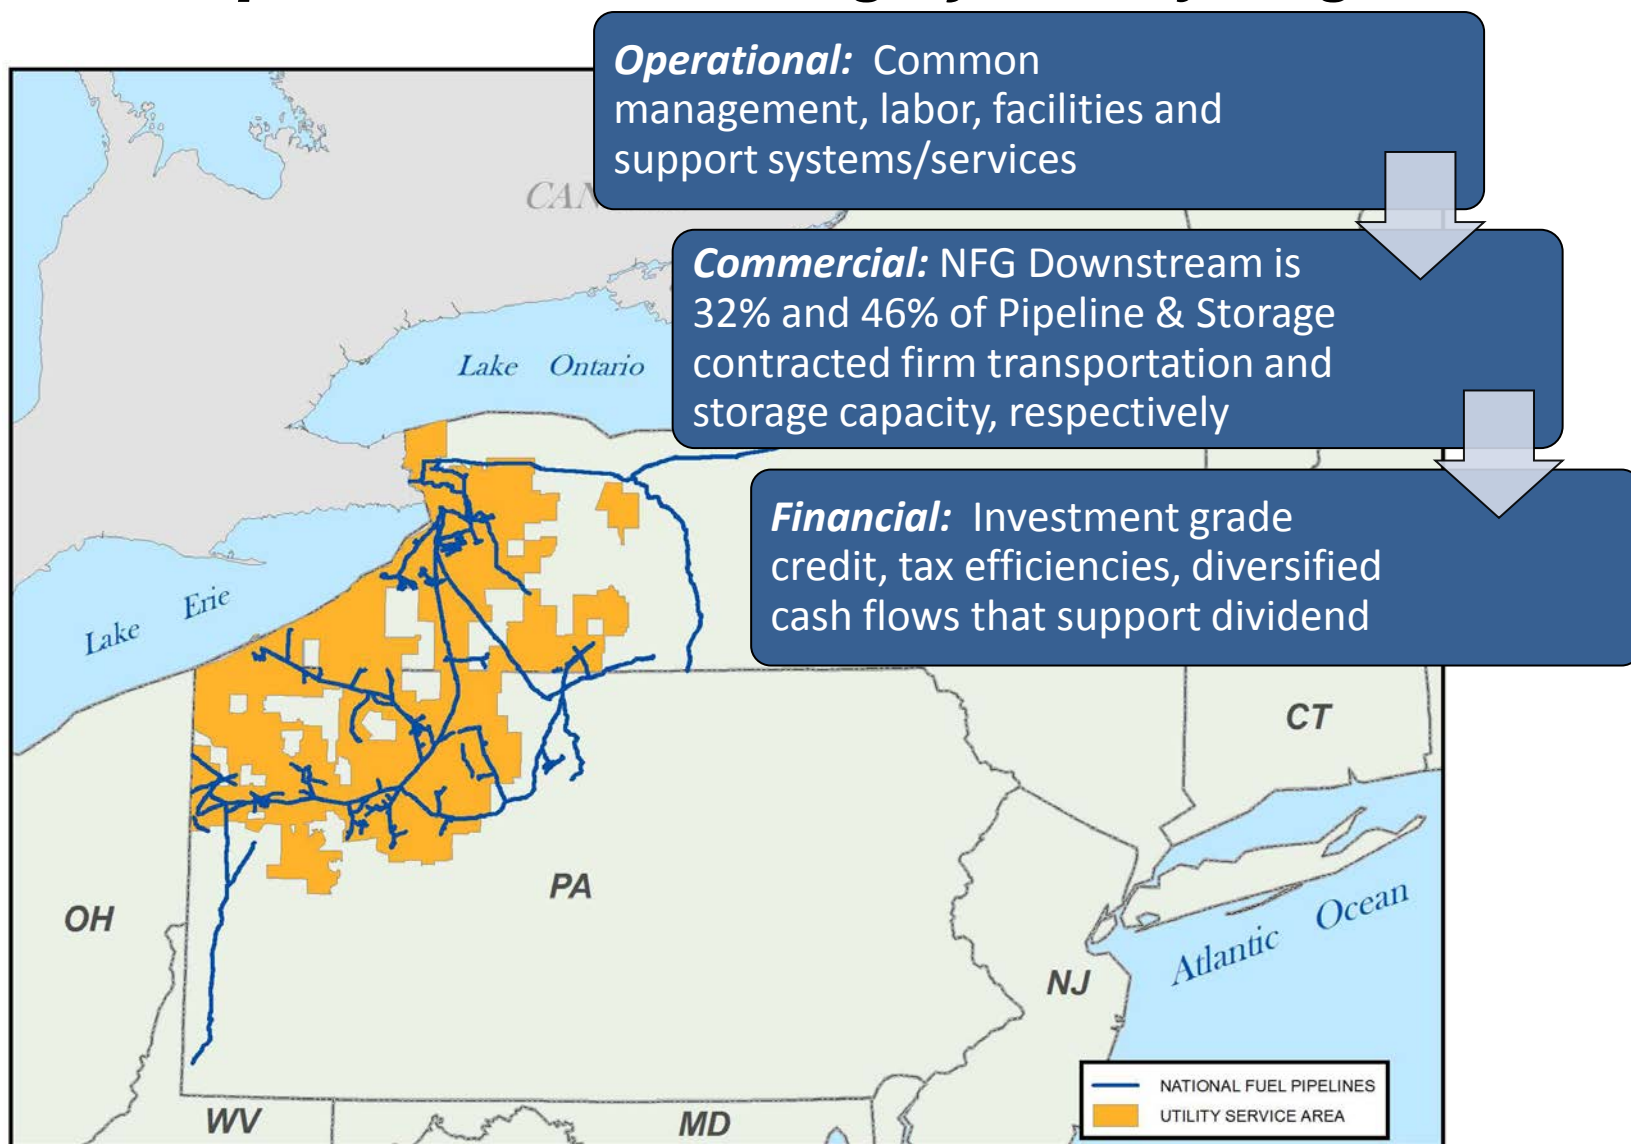 Operational: Common
management, labor, facilities and
support systems/services
Commercial: NFG Downstream is
32% and 46% of Pipeline & Storage
contracted firm transportation and
storage capacity, respectively
Financial: Investment grade
credit, tax efficiencies, diversified
cash flows that support dividend
Lake Ontario
Lake Erie
CT
PA
OH
NJ
Atlantic Ocean
WV
MD
NATIONAL FUEL PIPELINES
UTILITY SERVICE AREA